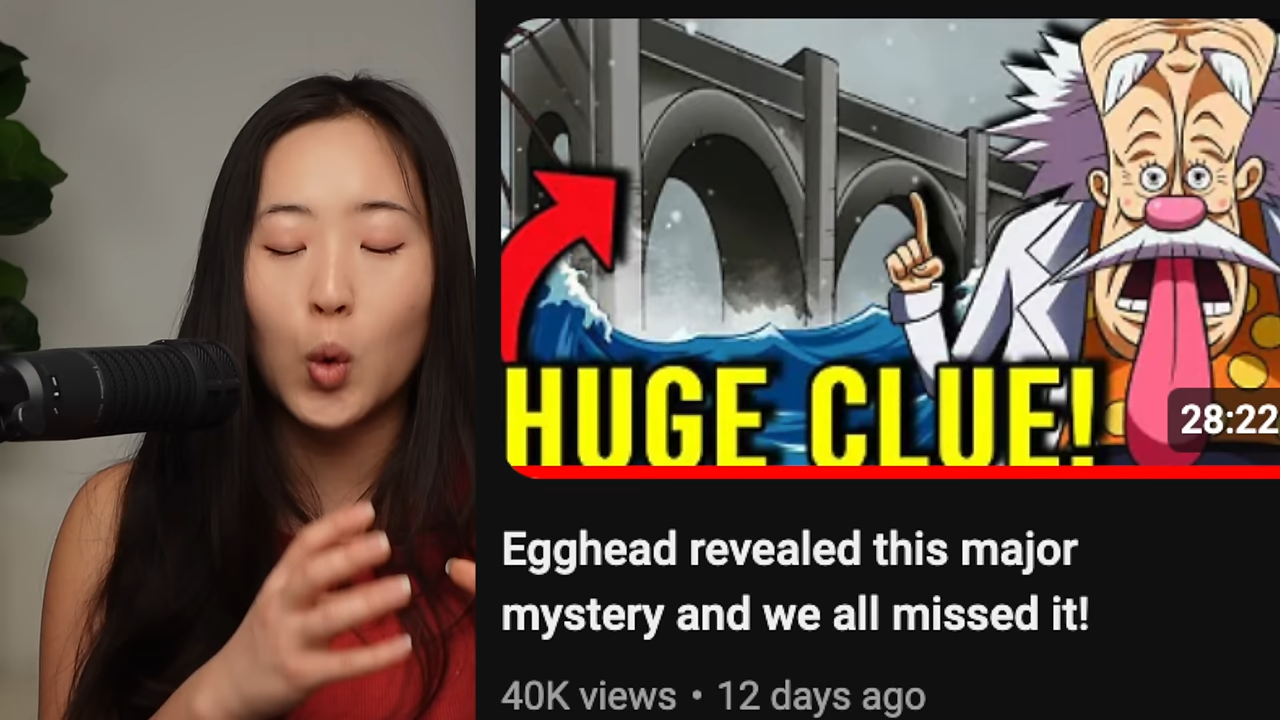 HUGE CLUE!
28:22
Egghead revealed this major
mystery and we all missed it!
40K views • 12 days ago